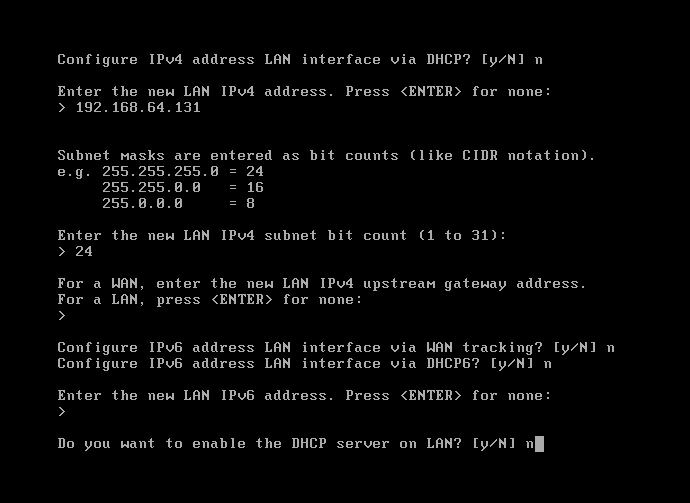 Configure IPv4 address LAN interface via DHCP? [y/N] n
Enter the new LAN IPv4 address. Press <ENTER> for none:
> 192.168.64.131
Subnet masks are entered as bit counts (like CIDR notation).
e.g. 255.255.255.0 = 24
255.255.0.0 = 16
255.0.0.0 = 8
Enter the new LAN IPv4 subnet bit count (1 to 31):
> 24
For a WAN, enter the new LAN IPv4 upstream gateway address.
For a LAN, press <ENTER> for none:
>
Configure IPv6 address LAN interface via WAN tracking? [y/N] n
Configure IPv6 address LAN interface via DHCP6? [y/N] n
Enter the new LAN IPv6 address. Press <ENTER> for none:
>
Do you want to enable the DHCP server on LAN? [y/N] n